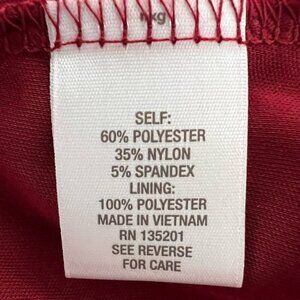 SELF:
60% POLYESTER
35% NYLON
5% SPANDEX
LINING:
100% POLYESTER
MADE IN VIETNAM
RN 135201
SEE REVERSE
FOR CARE